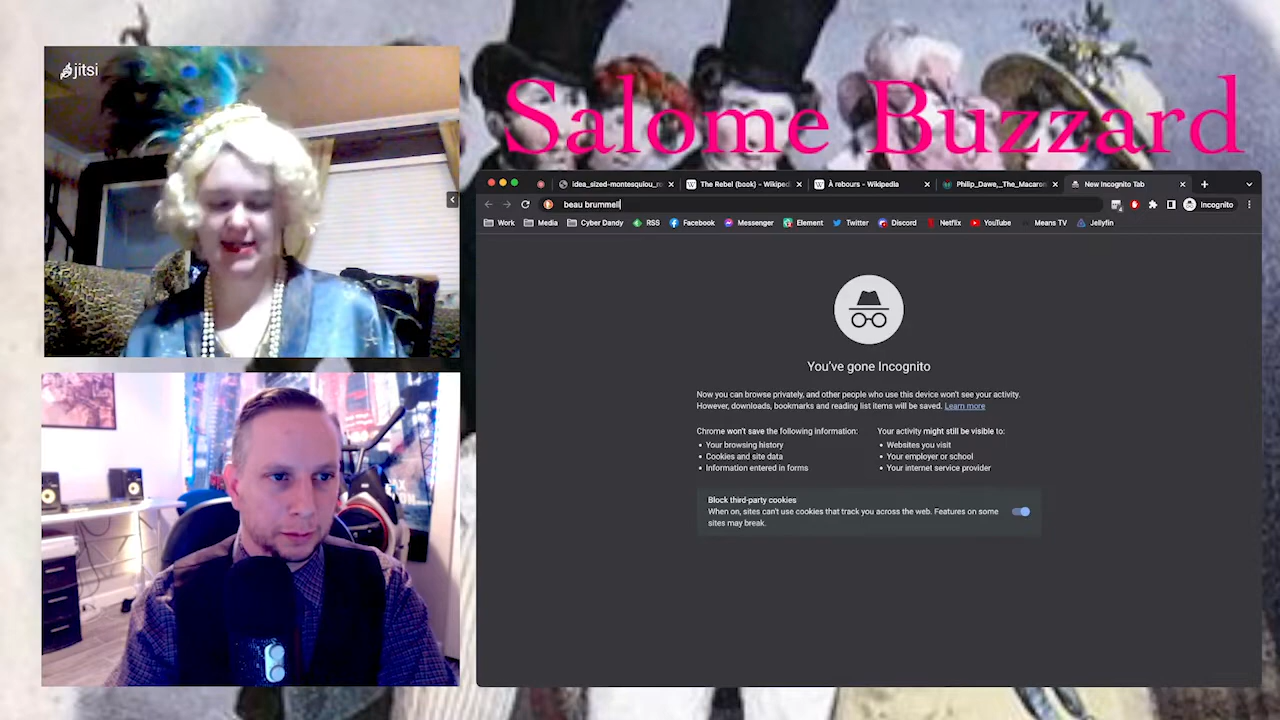 jitsi
Salome Buzzard
idea_sized-montesquiou_r
The Rebel (book) - Wikiped
À rebours - Wikipedia
Philip_Dawe,_The_Macaron
New Incognito Tab
beau brummell
Incognito
Work
Media
Cyber Dandy
RSS
Facebook
Messenger
Element
Twitter
Discord
Netflix
YouTube
Means TV
Jellyfin
You've gone Incognito
Now you can browse privately, and other people who use this device won't see your activity.
However, downloads, bookmarks and reading list items will be saved. Learn more
Chrome won't save the following information:
• Your browsing history
• Cookies and site data
• Information entered in forms
Your activity might still be visible to:
• Websites you visit
• Your employer or school
• Your internet service provider
Block third-party cookies
When on, sites can't use cookies that track you across the web. Features on some
sites may break.